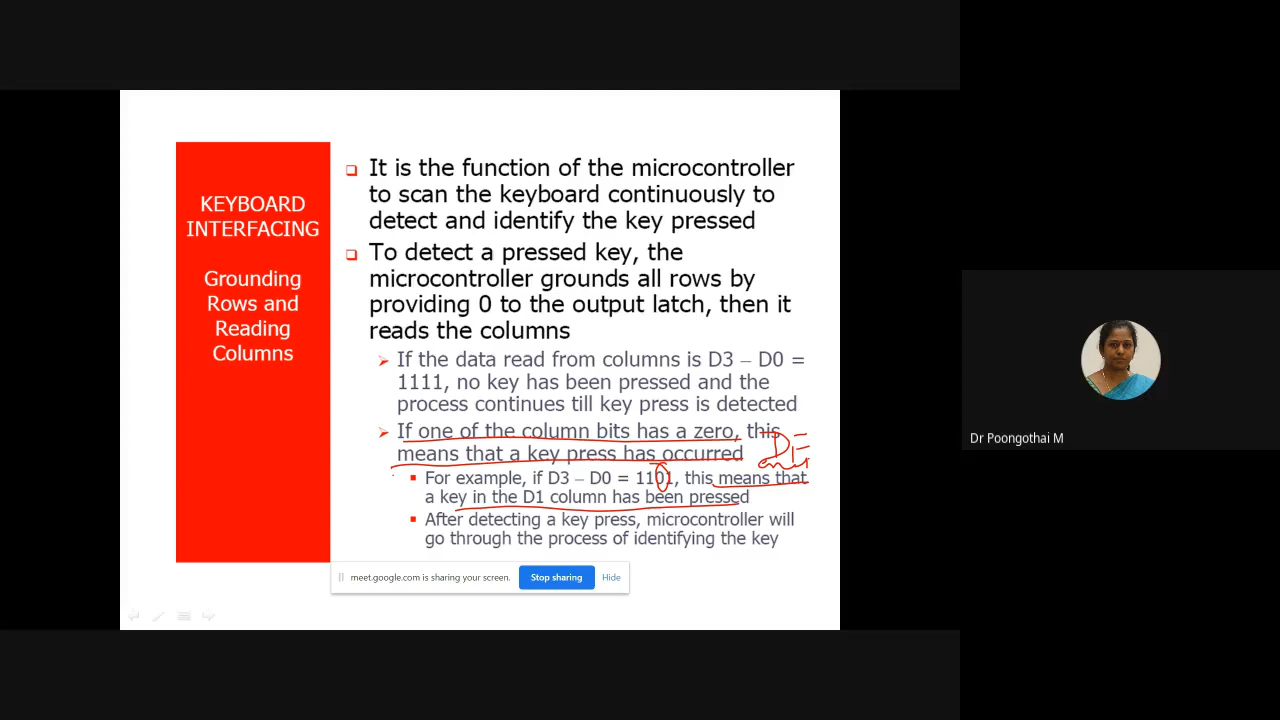 KEYBOARD
INTERFACING
Grounding
Rows and
Reading
Columns
It is the function of the microcontroller
to scan the keyboard continuously to
detect and identify the key pressed
To detect a pressed key, the
microcontroller grounds all rows by
providing 0 to the output latch, then it
reads the columns
If the data read from columns is D3 – D0 =
1111, no key has been pressed and the
process continues till key press is detected
If one of the column bits has a zero, this
means that a key press has occurred
For example, if D3 – D0 = 1101, this means that
a key in the D1 column has been pressed
After detecting a key press, microcontroller will
go through the process of identifying the key
D1
meet.google.com is sharing your screen.
Stop sharing
Hide
Dr Poongothai M